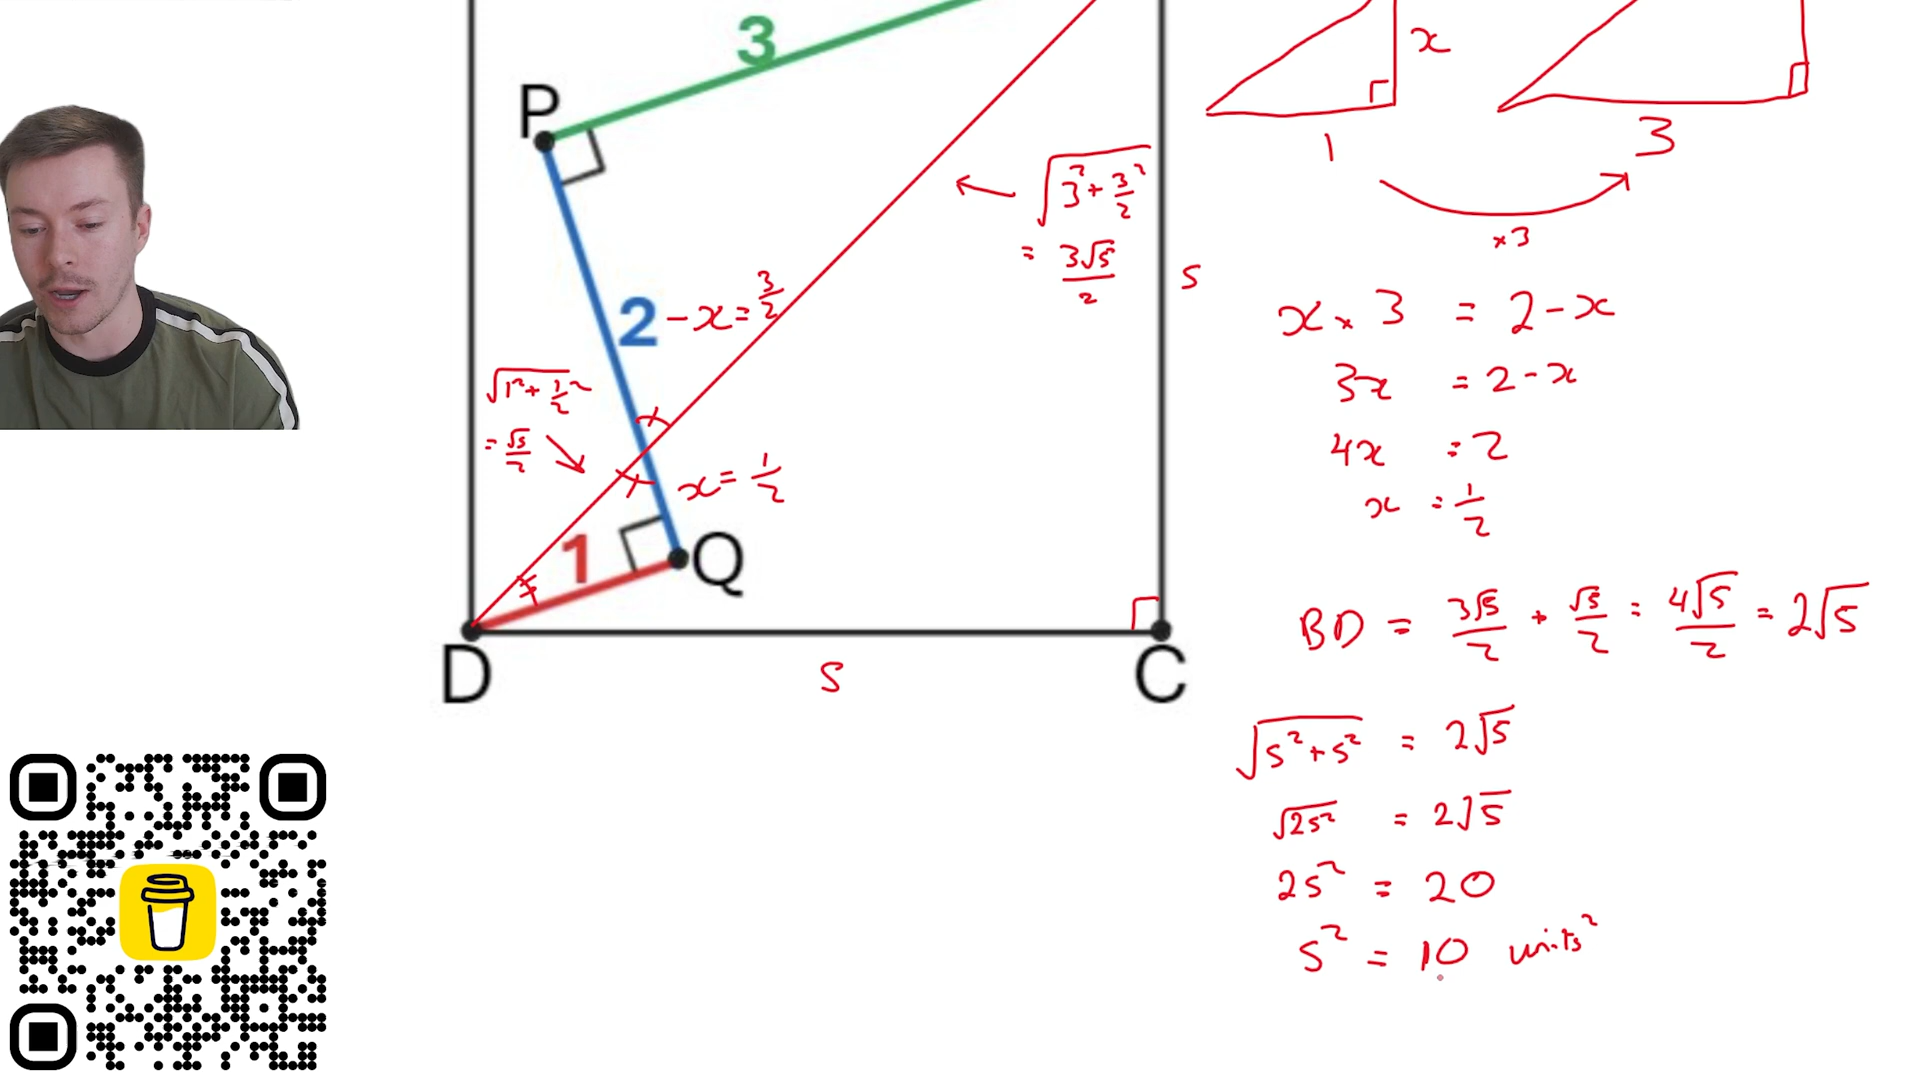 3
P
2 - x = 3/2
√(1² + 1/2²)
= √5/2
x = 1/2
1
Q
D
C
s
s
√(3² + 3/2²)
= 3√5/2
x
1
3
×3
x × 3 = 2 - x
3x = 2 - x
4x = 2
x = 1/2
BD = 3√5/2 + √5/2 = 4√5/2 = 2√5
√(s² + s²) = 2√5
√2s² = 2√5
2s² = 20
s² = 10 units²